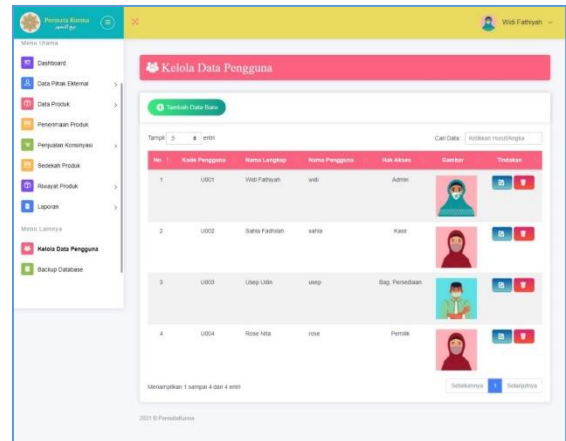 Permata Kurma
Widi Fathiyah
Menu Utama
Dashboard
Data Pihak Eksternal
Data Produk
Penerimaan Produk
Penjualan Konsinyasi
Sedekah Produk
Riwayat Produk
Laporan
Menu Lainnya
Kelola Data Pengguna
Backup Database
Kelola Data Pengguna
Tambah Data Baru
Tampil 5 entri
Cari Data: Ketikkan Huruf/Angka
No Kode Pengguna Nama Lengkap Nama Pengguna Hak Akses Gambar Tindakan
1 U001 Widi Fathiyah widi Admin
2 U002 Sahla Fadhilah sahla Kasir
3 U003 Usep Udin usep Bag. Persediaan
4 U004 Rose Nita rose Pemilik
Menampilkan 1 sampai 4 dari 4 entri
Sebelumnya 1 Selanjutnya
2021 © PermataKurma